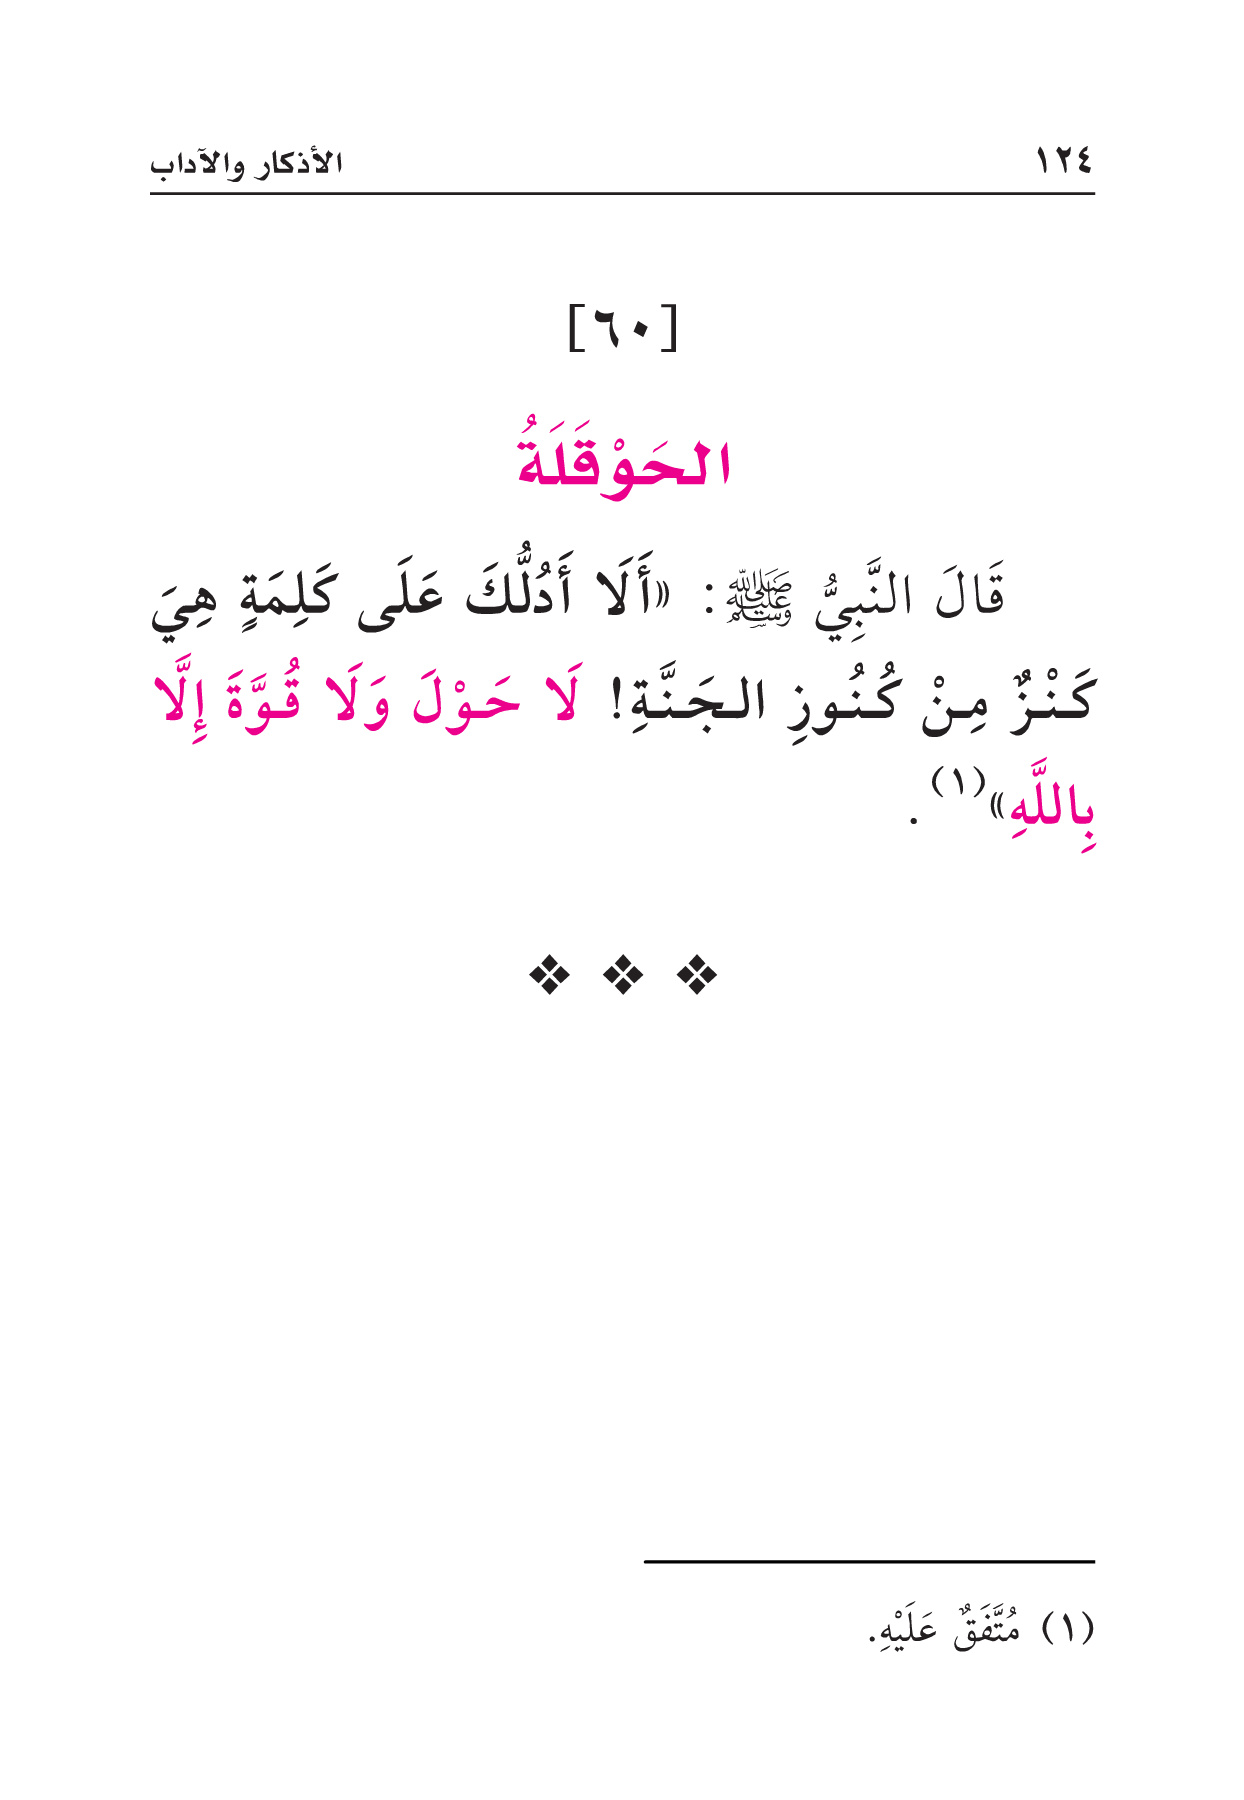 ١٢٤ الأذكار والآداب
[٦٠]
الحَوْقَلَةُ
قَالَ النَّبِيُّ ﷺ: «أَلَا أَدُلُّكَ عَلَى كَلِمَةٍ هِيَ
كَنْزٌ مِنْ كُنُوزِ الجَنَّةِ! لَا حَوْلَ وَلَا قُوَّةَ إِلَّا
بِاللَّهِ»(١).
(١) مُتَّفَقٌ عَلَيْهِ.